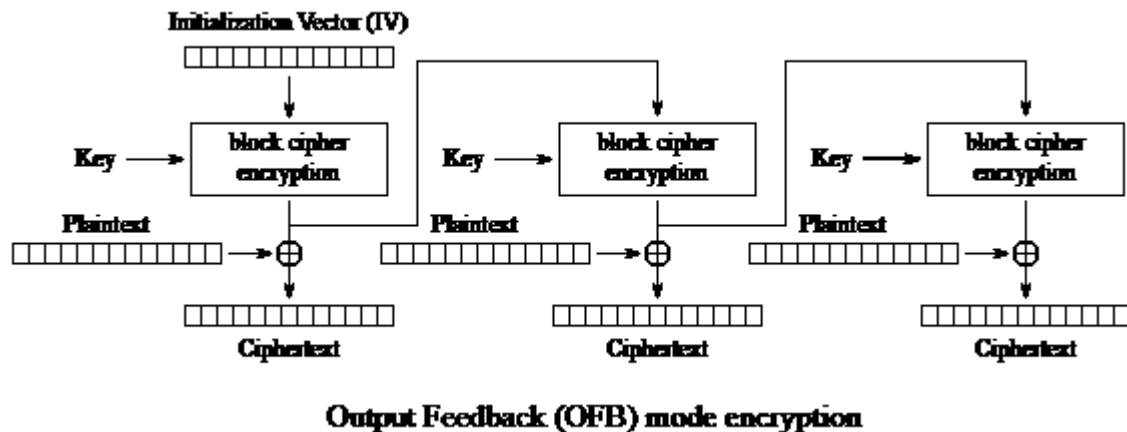 Initialization Vector (IV)
Key
block cipher
encryption
Key
block cipher
encryption
Key
block cipher
encryption
Plaintext
Plaintext
Plaintext
Ciphertext
Ciphertext
Ciphertext
Output Feedback (OFB) mode encryption